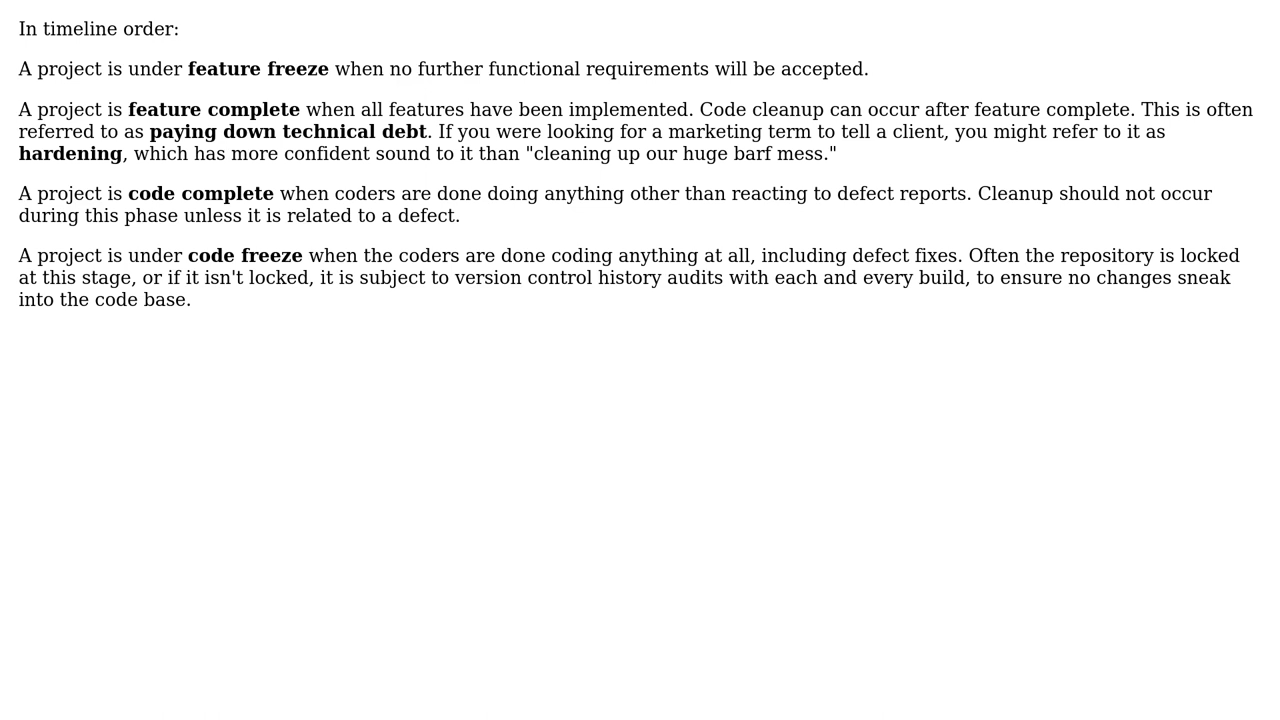 In timeline order:
A project is under feature freeze when no further functional requirements will be accepted.
A project is feature complete when all features have been implemented. Code cleanup can occur after feature complete. This is often
referred to as paying down technical debt. If you were looking for a marketing term to tell a client, you might refer to it as
hardening, which has more confident sound to it than "cleaning up our huge barf mess."
A project is code complete when coders are done doing anything other than reacting to defect reports. Cleanup should not occur
during this phase unless it is related to a defect.
A project is under code freeze when the coders are done coding anything at all, including defect fixes. Often the repository is locked
at this stage, or if it isn't locked, it is subject to version control history audits with each and every build, to ensure no changes sneak
into the code base.